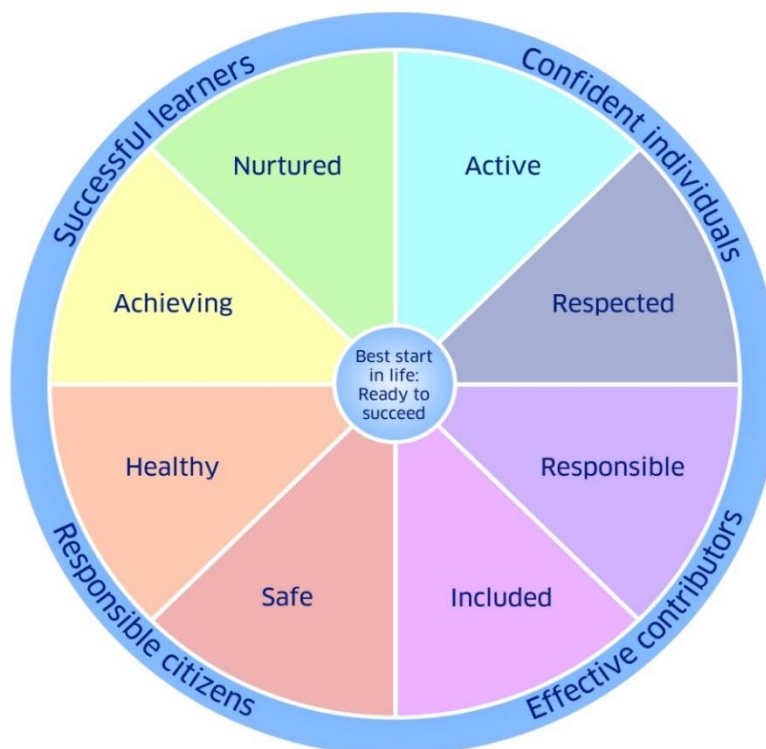 Successful learners
Confident individuals
Nurtured
Active
Achieving
Respected
Best start
in life:
Ready to
succeed
Healthy
Responsible
Safe
Included
Responsible citizens
Effective contributors